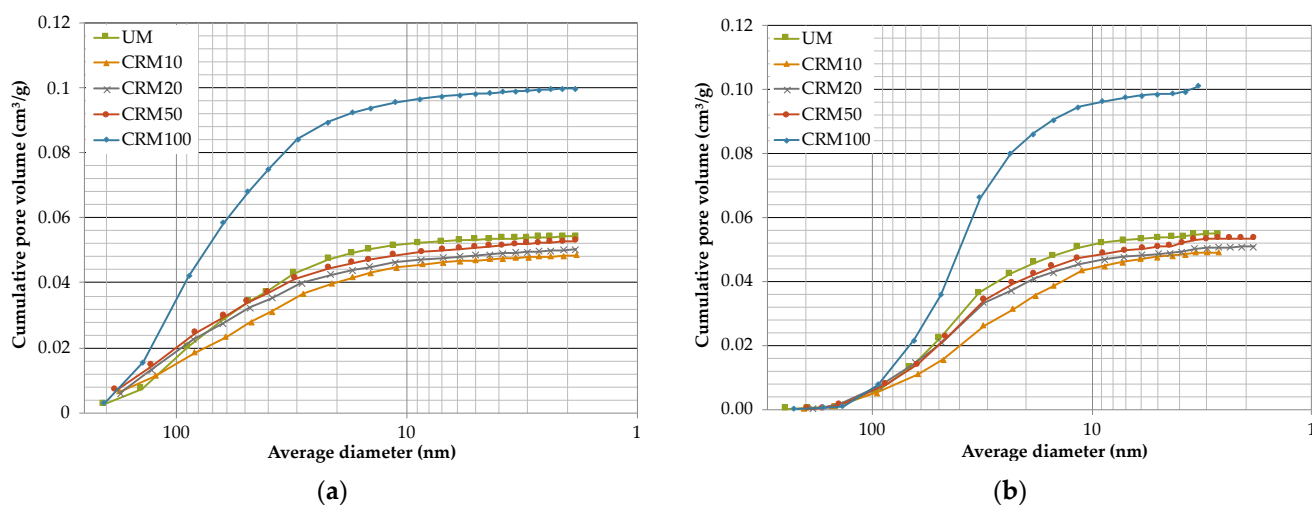 0.12
0.1
0.08
0.06
0.04
0.02
0
Cumulative pore volume (cm³/g)
UM
CRM10
CRM20
CRM50
CRM100
100
10
1
Average diameter (nm)
(a)
0.12
0.10
0.08
0.06
0.04
0.02
0.00
Cumulative pore volume (cm³/g)
UM
CRM10
CRM20
CRM50
CRM100
100
10
1
Average diameter (nm)
(b)